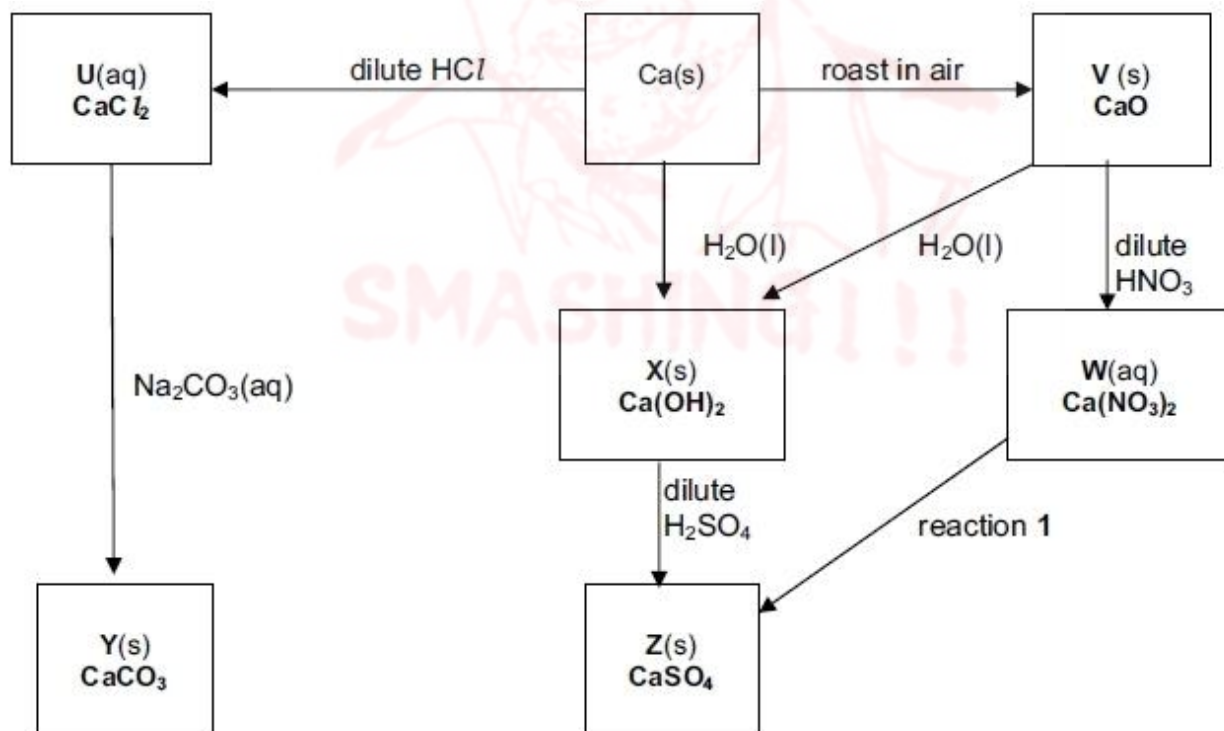 U(aq)
CaCl₂
dilute HCl
Ca(s)
roast in air
V (s)
CaO
H₂O(l)
H₂O(l)
dilute
HNO₃
SMASHING!!!
Na₂CO₃(aq)
X(s)
Ca(OH)₂
W(aq)
Ca(NO₃)₂
dilute
H₂SO₄
reaction 1
Y(s)
CaCO₃
Z(s)
CaSO₄